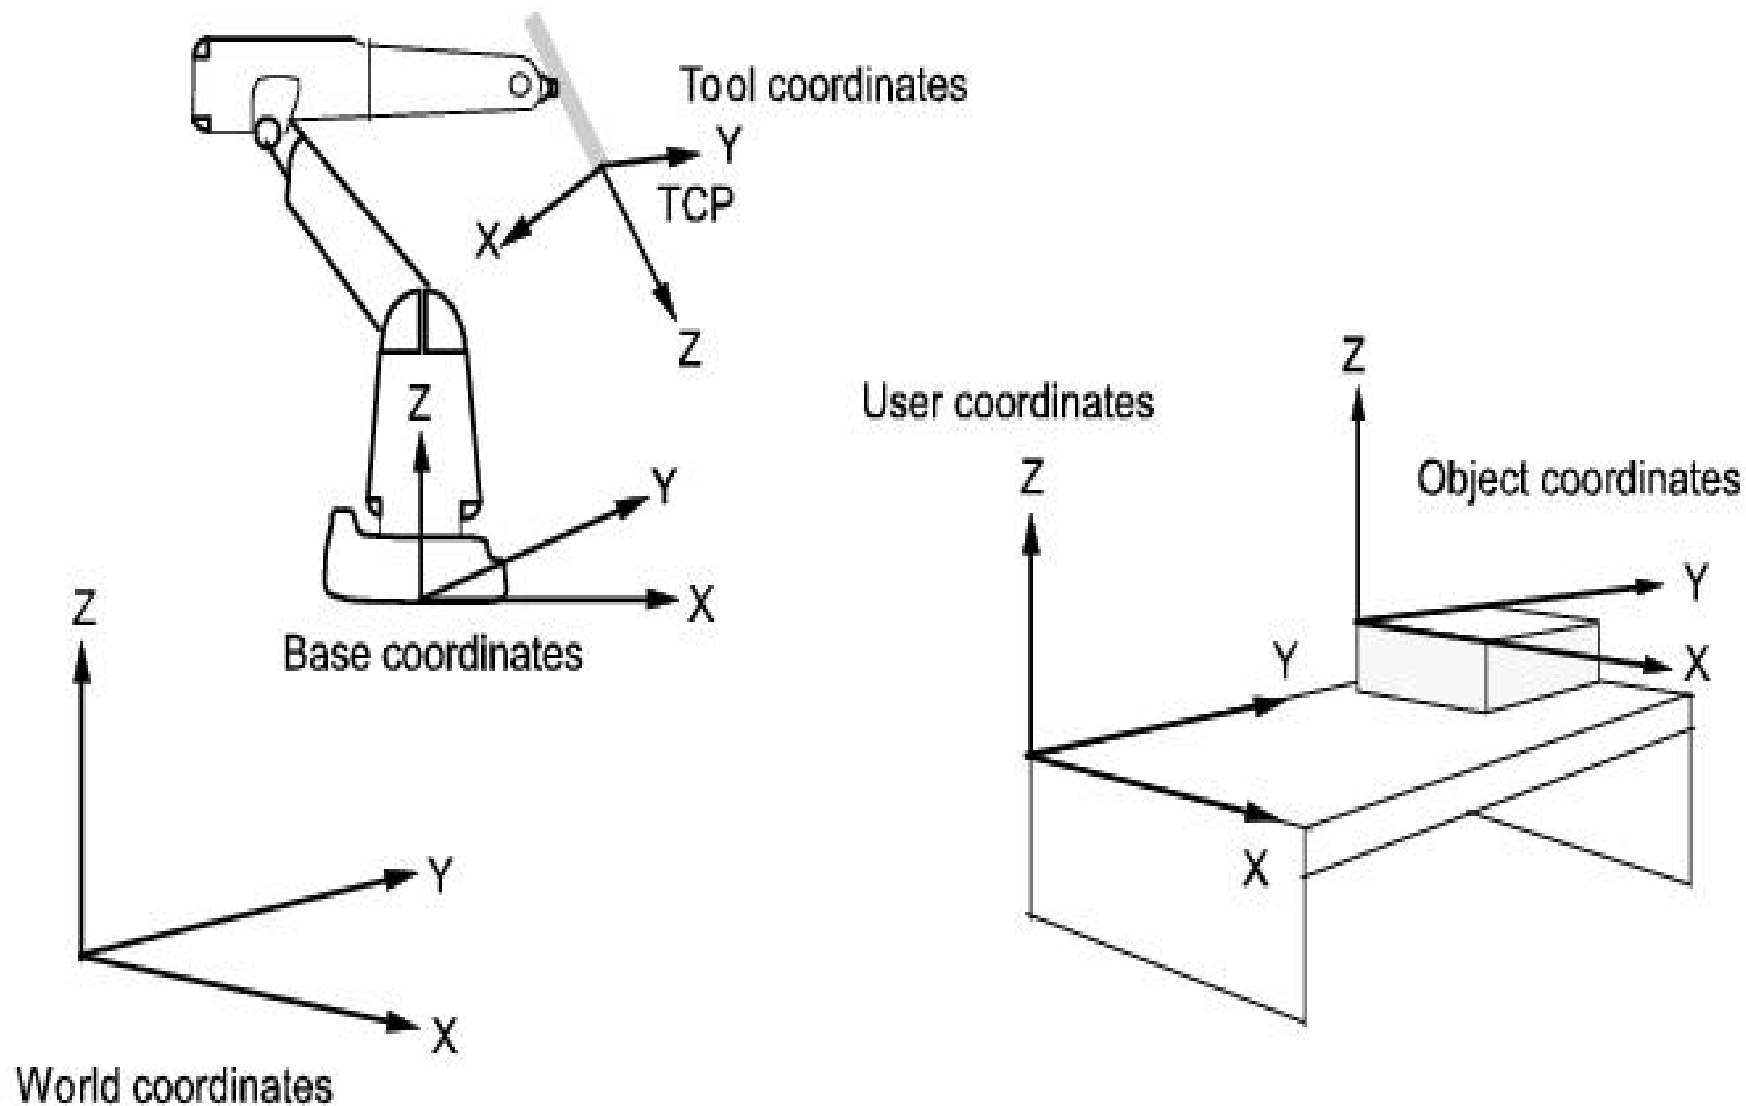 Tool coordinates
Y
TCP
X
Z
Z
User coordinates
Z
Y
Z
Object coordinates
X
Base coordinates
Z
Y
X
Y
X
Y
X
World coordinates